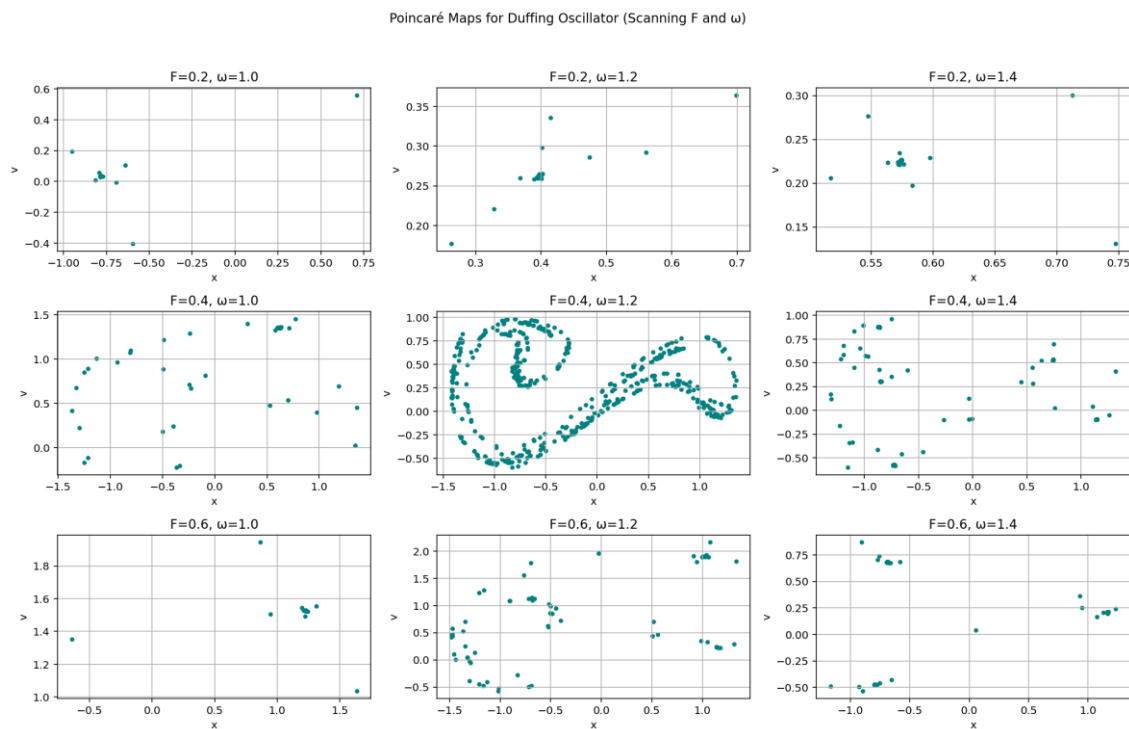 Poincaré Maps for Duffing Oscillator (Scanning F and ω)
F=0.2, ω=1.0
0.6
0.4
0.2
0.0
−0.2
−0.4
v
−1.00 −0.75 −0.50 −0.25 0.00 0.25 0.50 0.75
x
F=0.2, ω=1.2
0.35
0.30
0.25
0.20
v
0.3 0.4 0.5 0.6 0.7
x
F=0.2, ω=1.4
0.30
0.25
0.20
0.15
v
0.55 0.60 0.65 0.70 0.75
x
F=0.4, ω=1.0
1.5
1.0
0.5
0.0
v
−1.5 −1.0 −0.5 0.0 0.5 1.0
x
F=0.4, ω=1.2
1.00
0.75
0.50
0.25
0.00
−0.25
−0.50
v
−1.5 −1.0 −0.5 0.0 0.5 1.0
x
F=0.4, ω=1.4
1.00
0.75
0.50
0.25
0.00
−0.25
−0.50
v
−1.0 −0.5 0.0 0.5 1.0
x
F=0.6, ω=1.0
1.8
1.6
1.4
1.2
1.0
v
−0.5 0.0 0.5 1.0 1.5
x
F=0.6, ω=1.2
2.0
1.5
1.0
0.5
0.0
−0.5
v
−1.5 −1.0 −0.5 0.0 0.5 1.0
x
F=0.6, ω=1.4
0.75
0.50
0.25
0.00
−0.25
−0.50
v
−1.0 −0.5 0.0 0.5 1.0
x